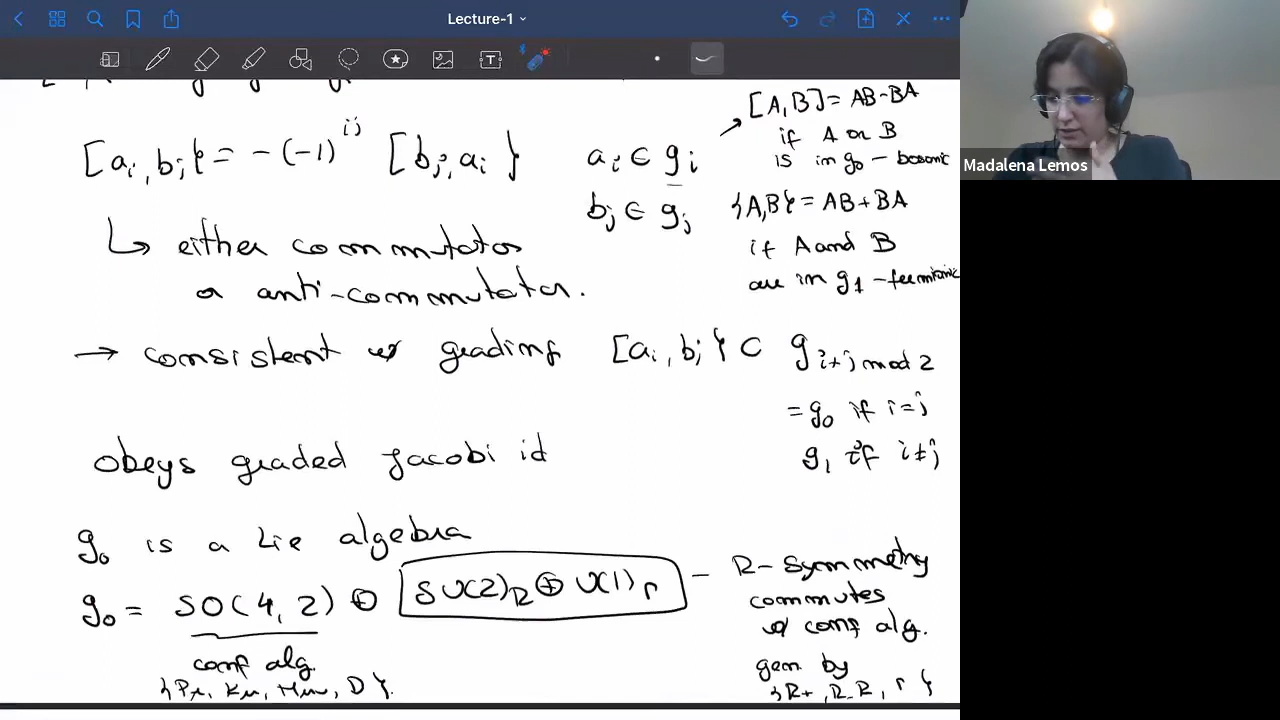 Lecture-1
[A,B] = AB-BA
if A or B
is in g₀ - bosonic
[aᵢ, bⱼ} = -(-1)^{ij} [bⱼ, aᵢ}
aᵢ ∈ gᵢ
bⱼ ∈ gⱼ
{A,B} = AB+BA
if A and B
are in g₁ - fermionic
Madalena Lemos
↳ either commutator
or anti-commutator.
→ consistent w/ grading [aᵢ, bⱼ} ⊂ g_{i+j mod 2}
= g₀ if i=j
g₁ if i≠j
obeys graded Jacobi id
g₀ is a Lie algebra
g₀ = SO(4,2) ⊕ SU(2)_R ⊕ U(1)_r - R-symmetry
commutes
w/ conf alg.
conf alg.
{Pμ, Kμ, Mμν, D}.
gen by
{R+, R-, R, r}